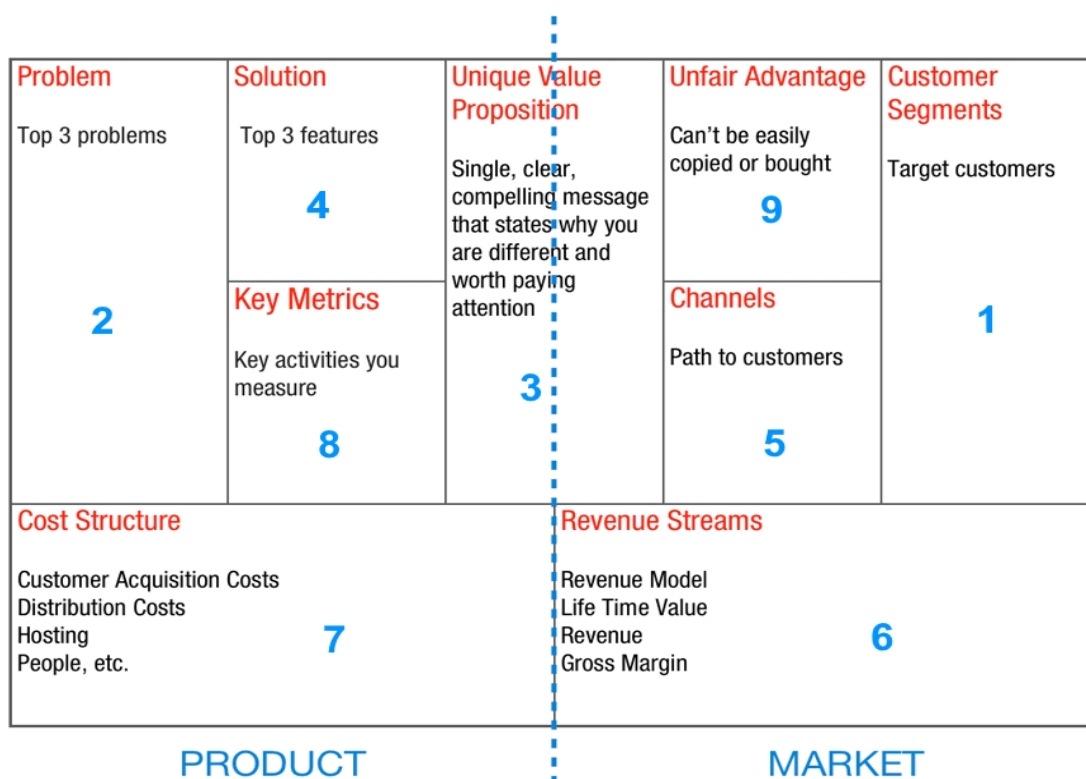 Problem
Top 3 problems
2
Solution
Top 3 features
4
Key Metrics
Key activities you
measure
8
Unique Value
Proposition
Single, clear,
compelling message
that states why you
are different and
worth paying
attention
3
Unfair Advantage
Can't be easily
copied or bought
9
Channels
Path to customers
5
Customer
Segments
Target customers
1
Cost Structure
Customer Acquisition Costs
Distribution Costs
Hosting
People, etc.
7
Revenue Streams
Revenue Model
Life Time Value
Revenue
Gross Margin
6
PRODUCT
MARKET